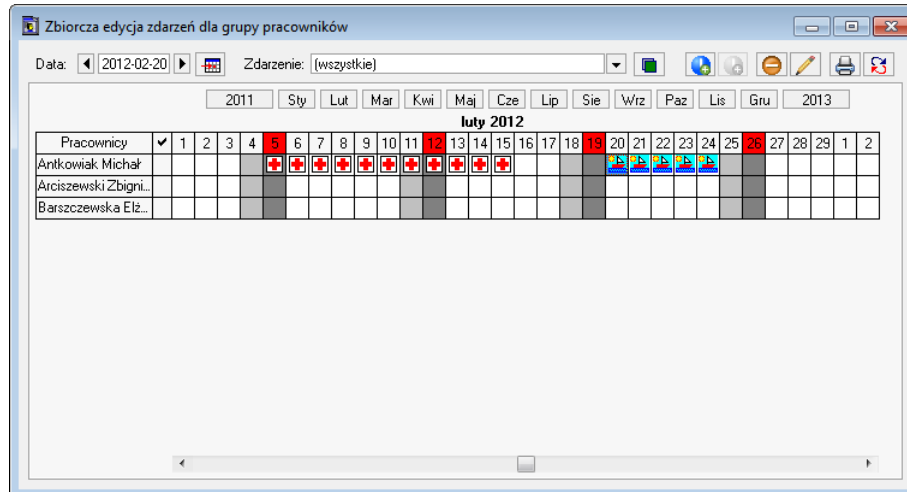 Zbiorcza edycja zdarzeń dla grupy pracowników
Data: 2012-02-20 Zdarzenie: (wszystkie)
2011 Sty Lut Mar Kwi Maj Cze Lip Sie Wrz Paz Lis Gru 2013
luty 2012
Pracownicy 1 2 3 4 5 6 7 8 9 10 11 12 13 14 15 16 17 18 19 20 21 22 23 24 25 26 27 28 29 1 2
Antkowiak Michał
Arciszewski Zbigni...
Barszczewska Elż...